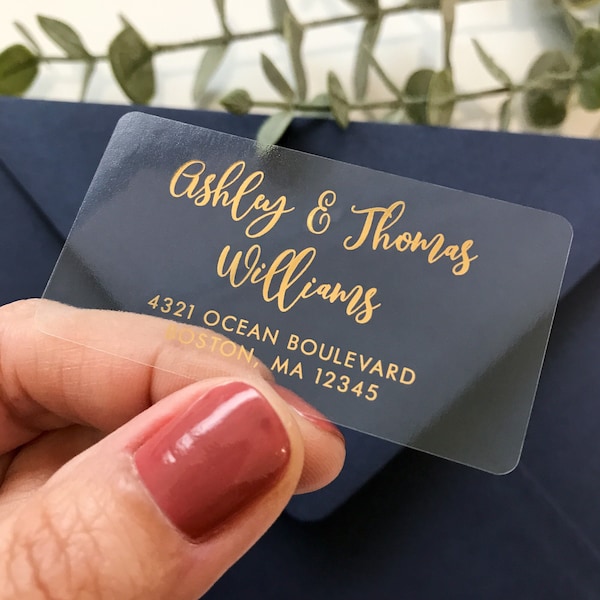 Ashley & Thomas
Williams
4321 OCEAN BOULEVARD
BOSTON, MA 12345